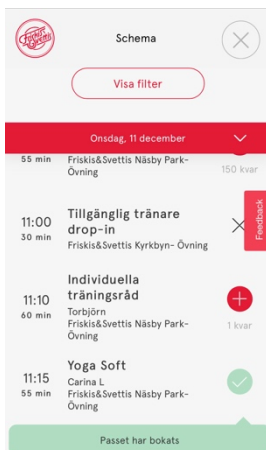 Friskis
Svettis
Schema
Visa filter
Onsdag, 11 december
55 min
Friskis&Svettis Näsby Park-
Övning
150 kvar
11:00
30 min
Tillgänglig tränare
drop-in
Friskis&Svettis Kyrkbyn- Övning
Feedback
11:10
60 min
Individuella
träningsråd
Torbjörn
Friskis&Svettis Näsby Park-
Övning
1 kvar
11:15
55 min
Yoga Soft
Carina L
Friskis&Svettis Näsby Park-
Övning
Passet har bokats